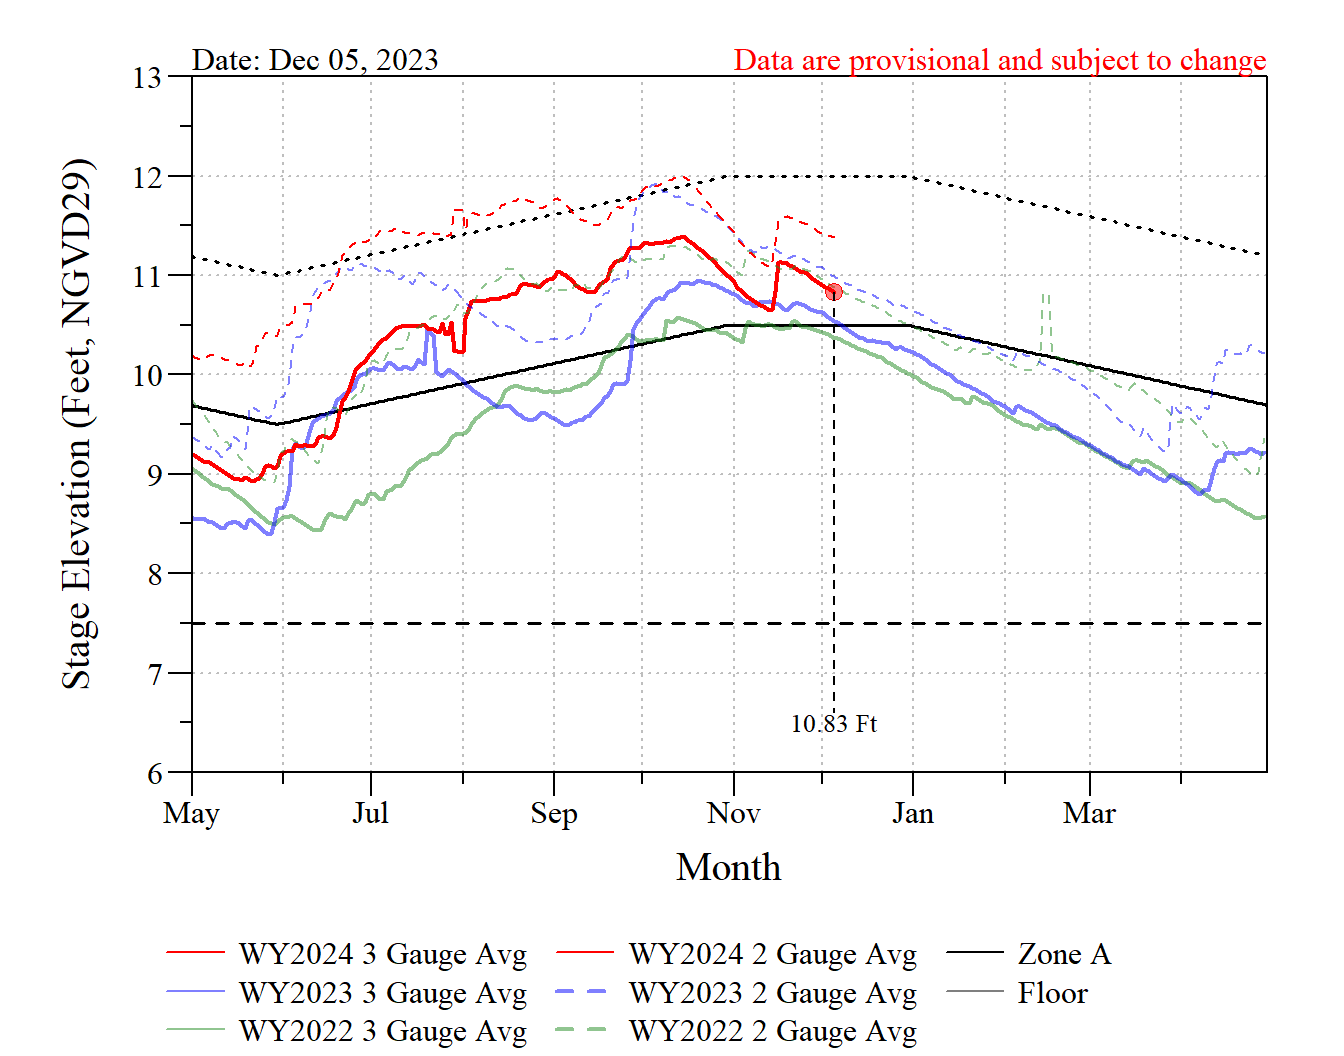 Date: Dec 05, 2023
Data are provisional and subject to change
13
12
11
10
9
8
7
6
Stage Elevation (Feet, NGVD29)
10.83 Ft
May Jul Sep Nov Jan Mar
Month
WY2024 3 Gauge Avg WY2024 2 Gauge Avg Zone A
WY2023 3 Gauge Avg WY2023 2 Gauge Avg Floor
WY2022 3 Gauge Avg WY2022 2 Gauge Avg